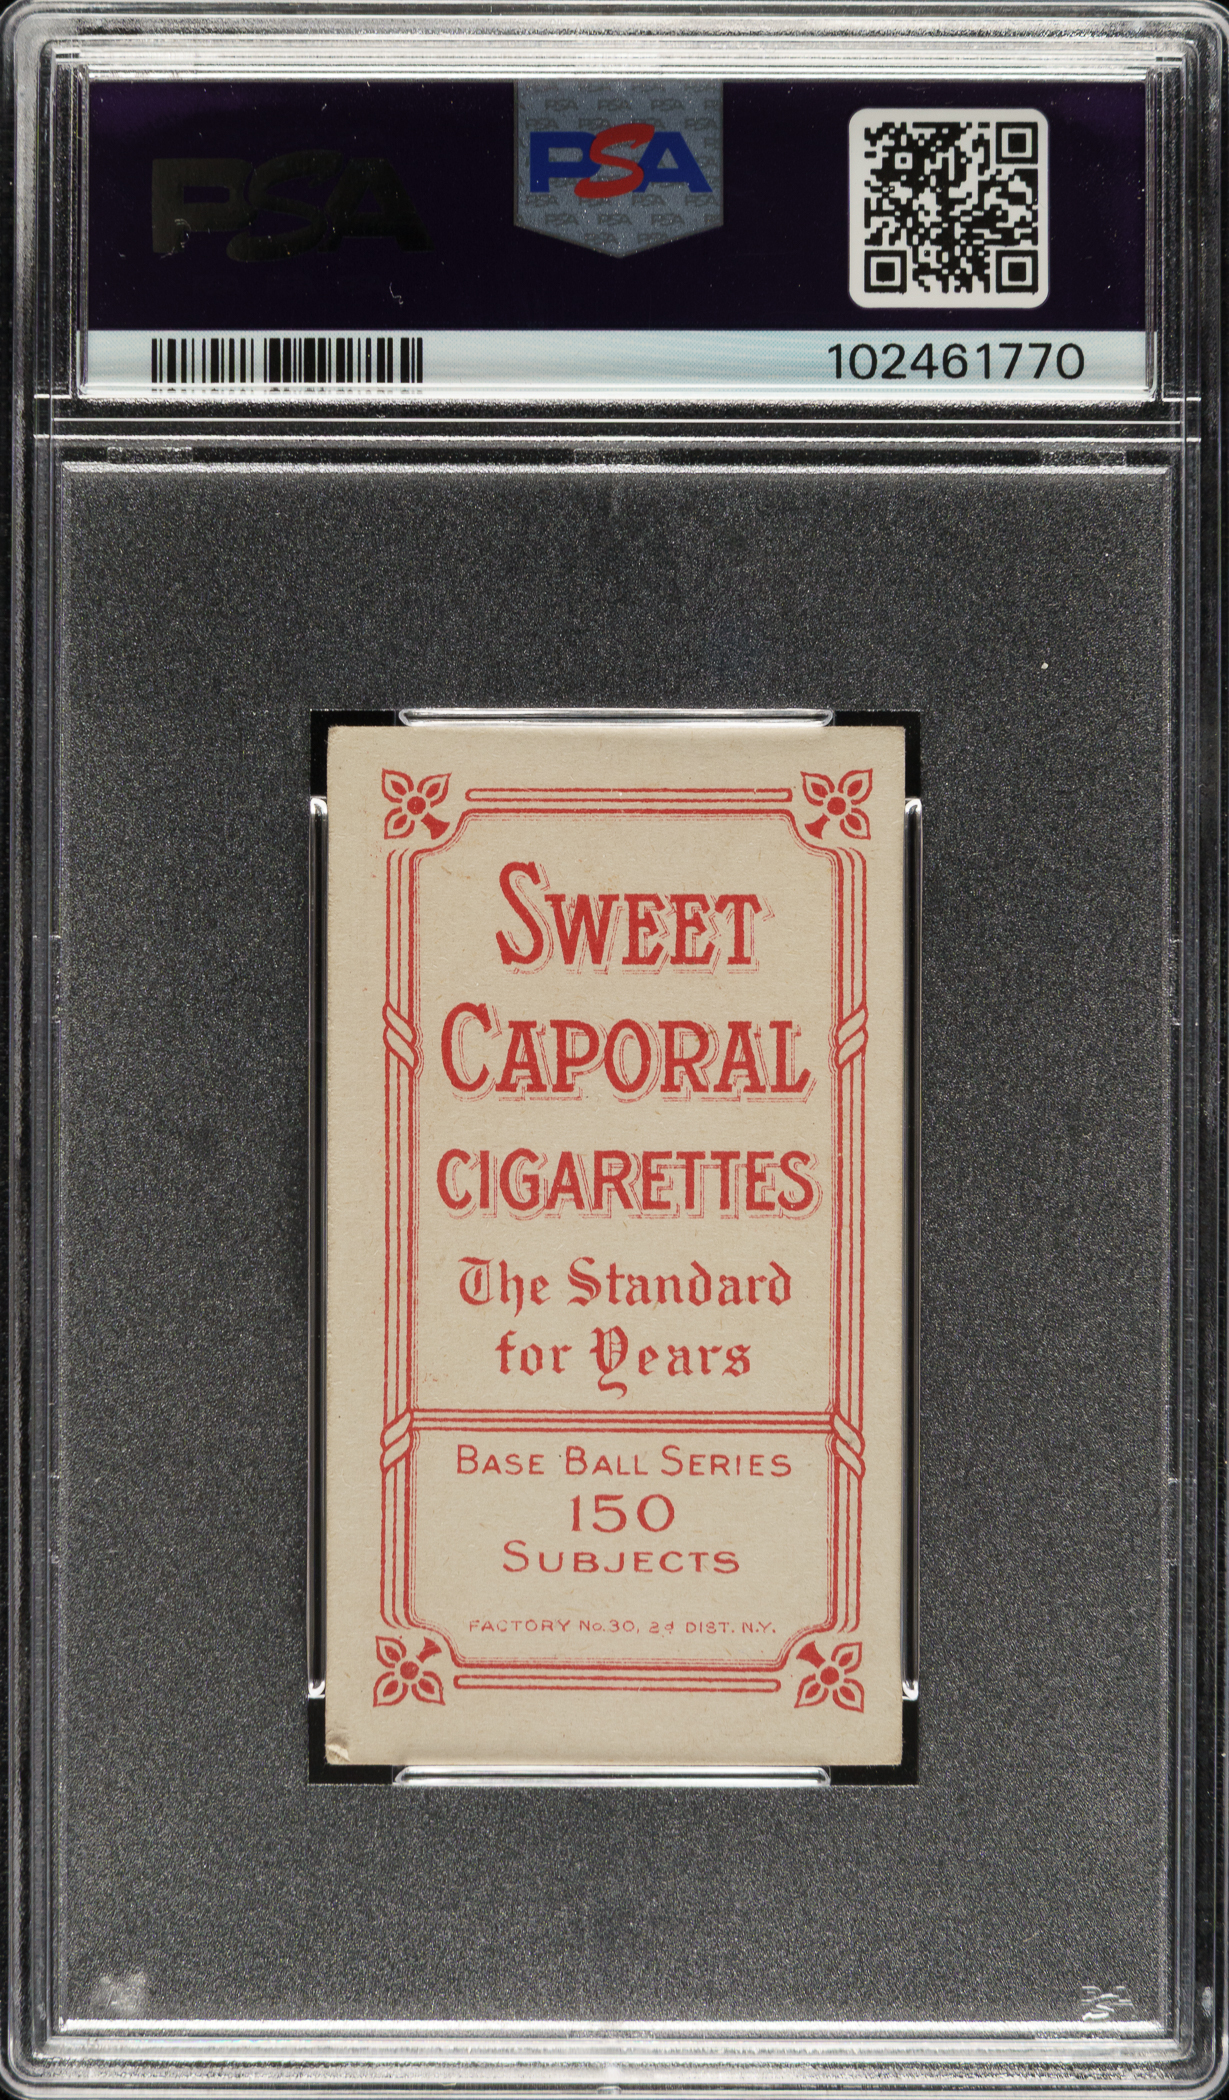 PSA
PSA
102461770
SWEET
CAPORAL
CIGARETTES
The Standard
for Years
BASE BALL SERIES
150
SUBJECTS
FACTORY No. 30, 2d DIST. N.Y.